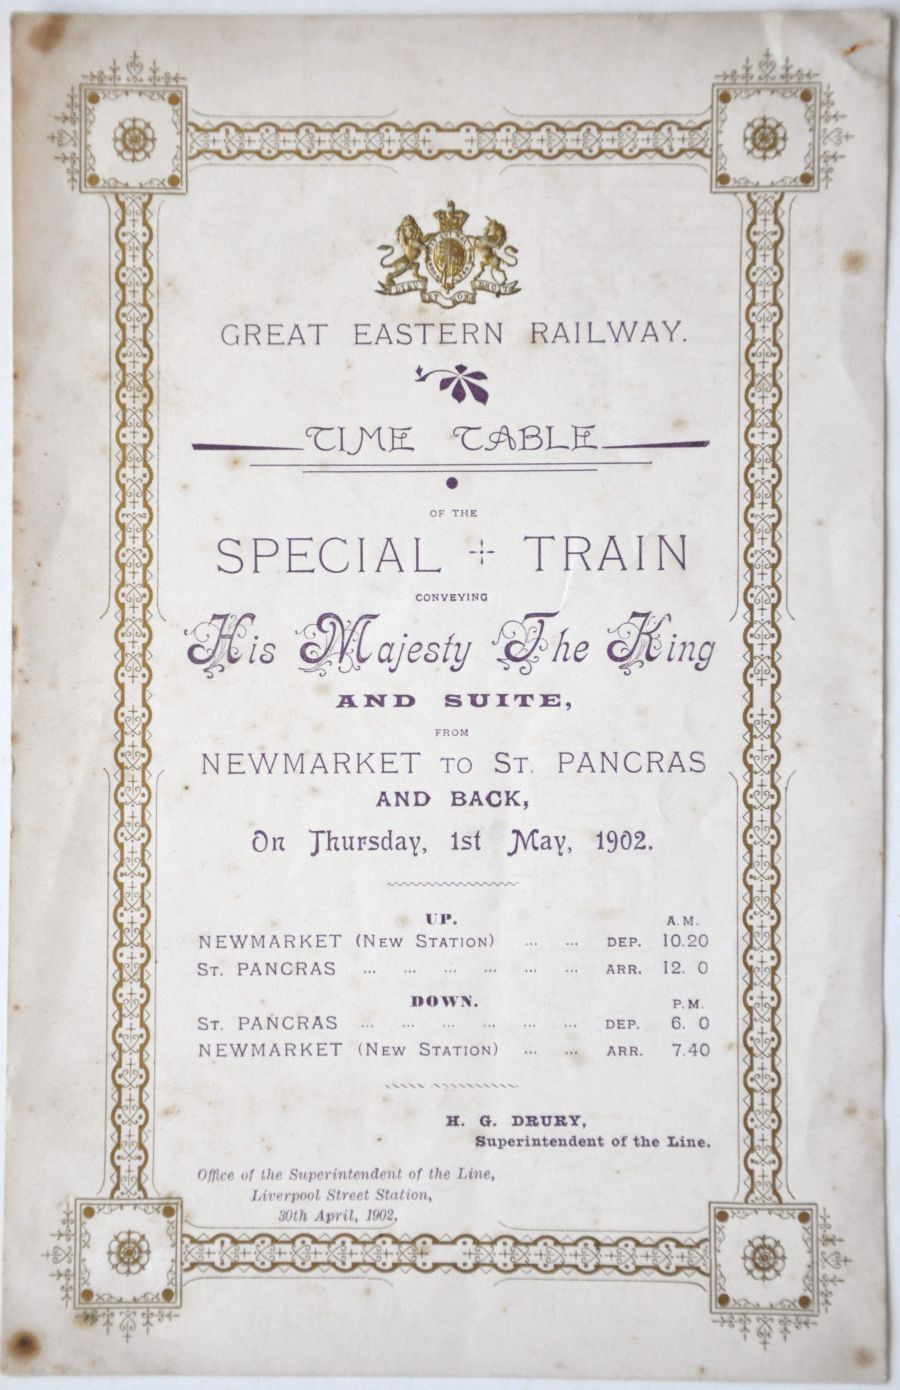 GREAT EASTERN RAILWAY.
TIME TABLE
OF THE
SPECIAL TRAIN
CONVEYING
His Majesty The King
AND SUITE,
FROM
NEWMARKET TO ST. PANCRAS
AND BACK,
On Thursday, 1st May, 1902.
UP. A.M.
NEWMARKET (NEW STATION) ... ... DEP. 10.20
ST. PANCRAS ... ... ... ... ... ... ARR. 12. 0
DOWN. P.M.
ST. PANCRAS ... ... ... ... ... ... DEP. 6. 0
NEWMARKET (NEW STATION) ... ... ARR. 7.40
H. G. DRURY,
Superintendent of the Line.
Office of the Superintendent of the Line,
Liverpool Street Station,
30th April, 1902.